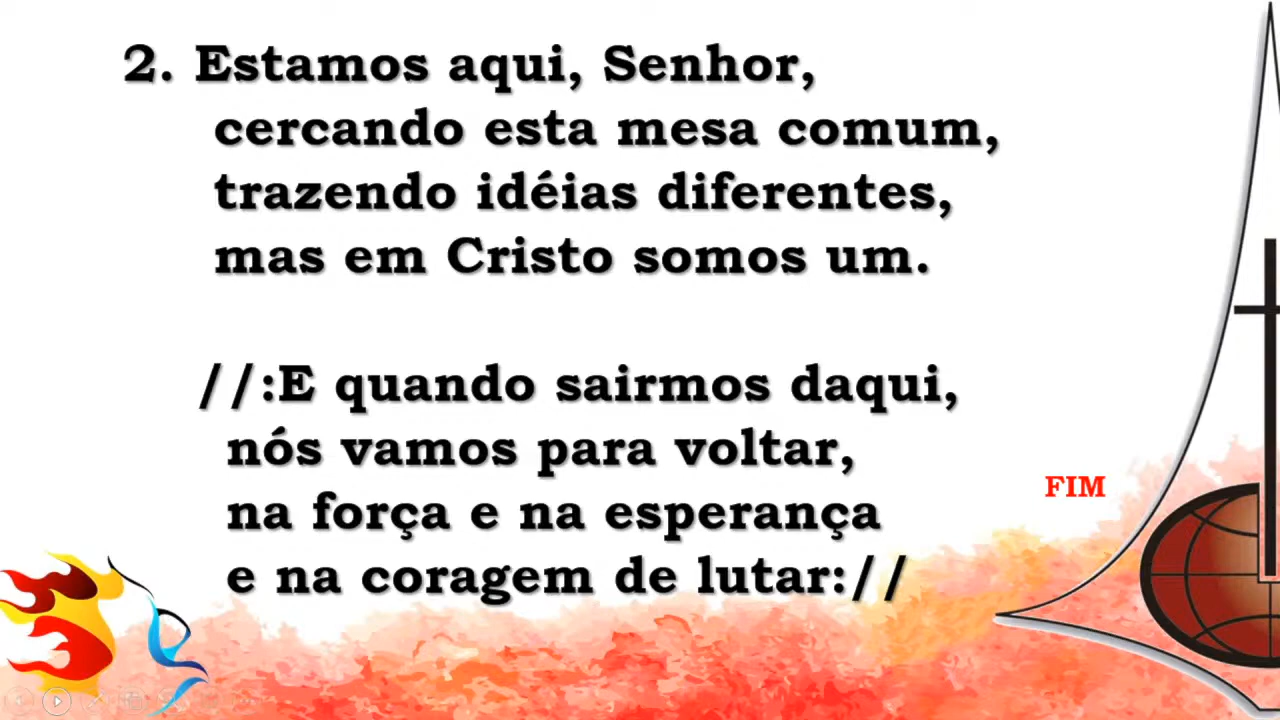 2. Estamos aqui, Senhor,
cercando esta mesa comum,
trazendo idéias diferentes,
mas em Cristo somos um.
//:E quando sairmos daqui,
nós vamos para voltar,
na força e na esperança
e na coragem de lutar://
FIM